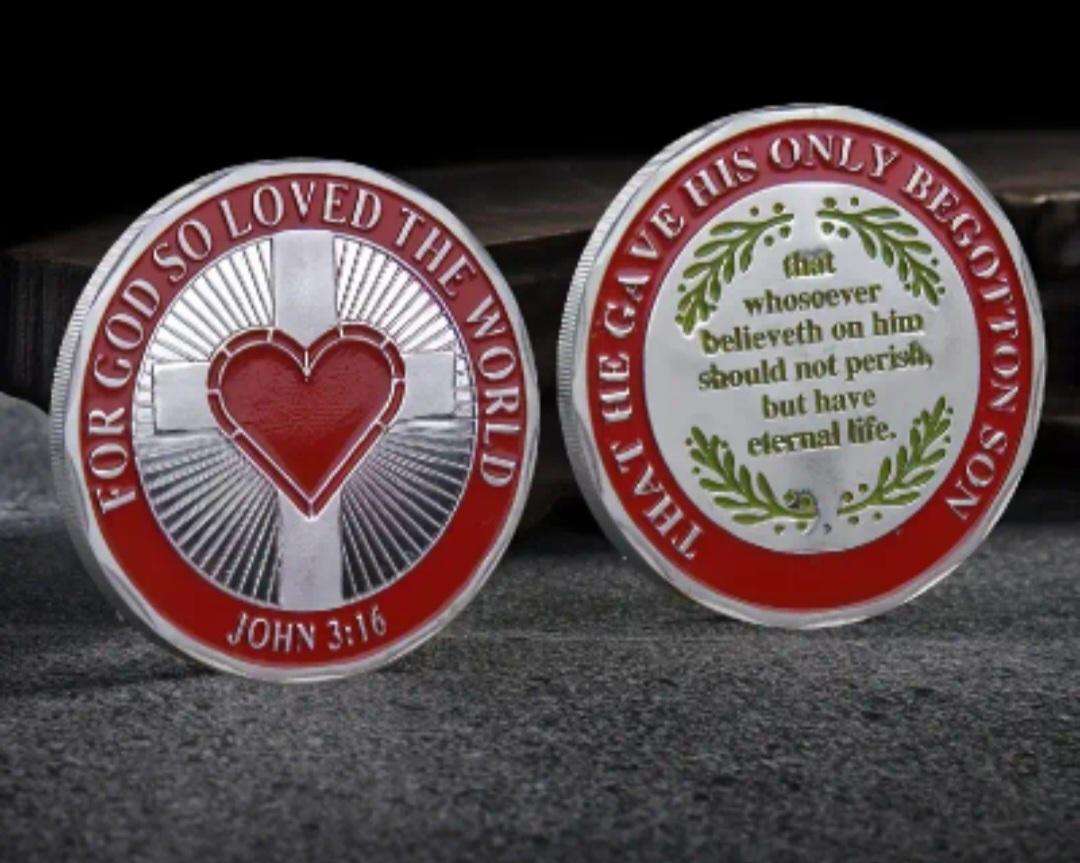 FOR GOD SO LOVED THE WORLD
JOHN 3:16
THAT HE GAVE HIS ONLY BEGOTTON SON
that
whosoever
believeth on him
should not perish,
but have
eternal life.